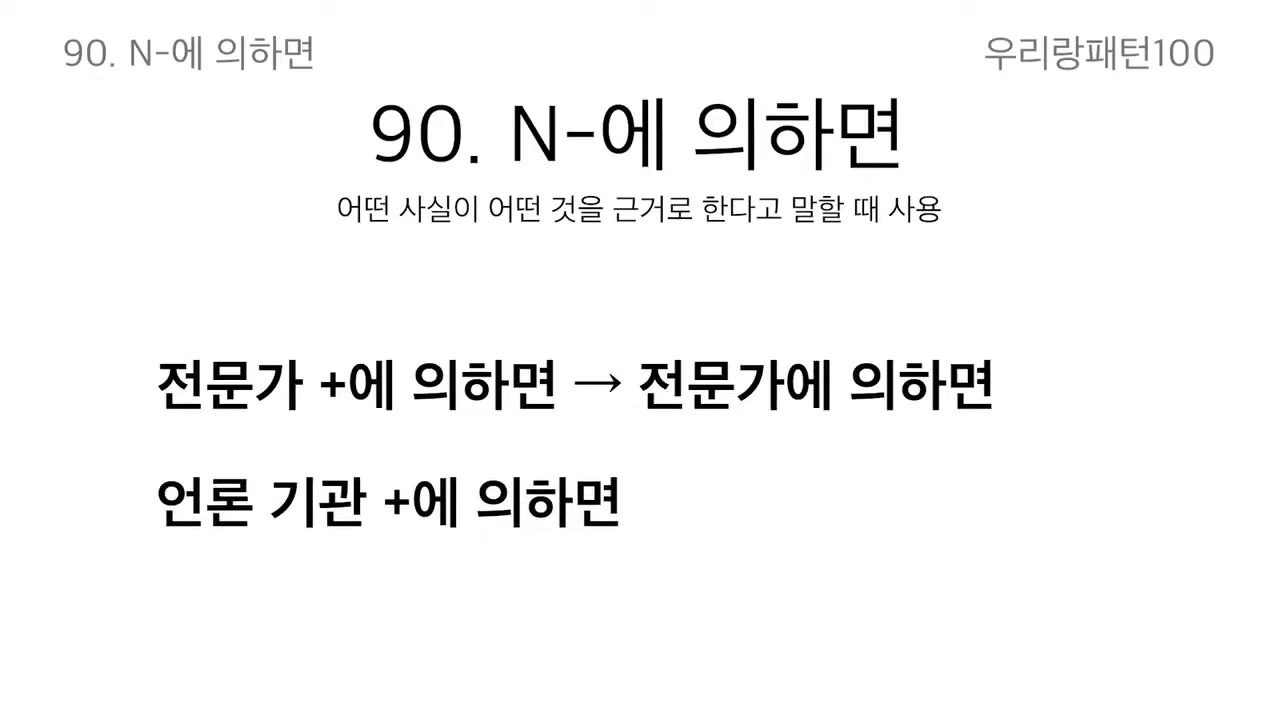 90. N-에 의하면
우리랑패턴100
90. N-에 의하면
어떤 사실이 어떤 것을 근거로 한다고 말할 때 사용
전문가 +에 의하면 → 전문가에 의하면
언론 기관 +에 의하면